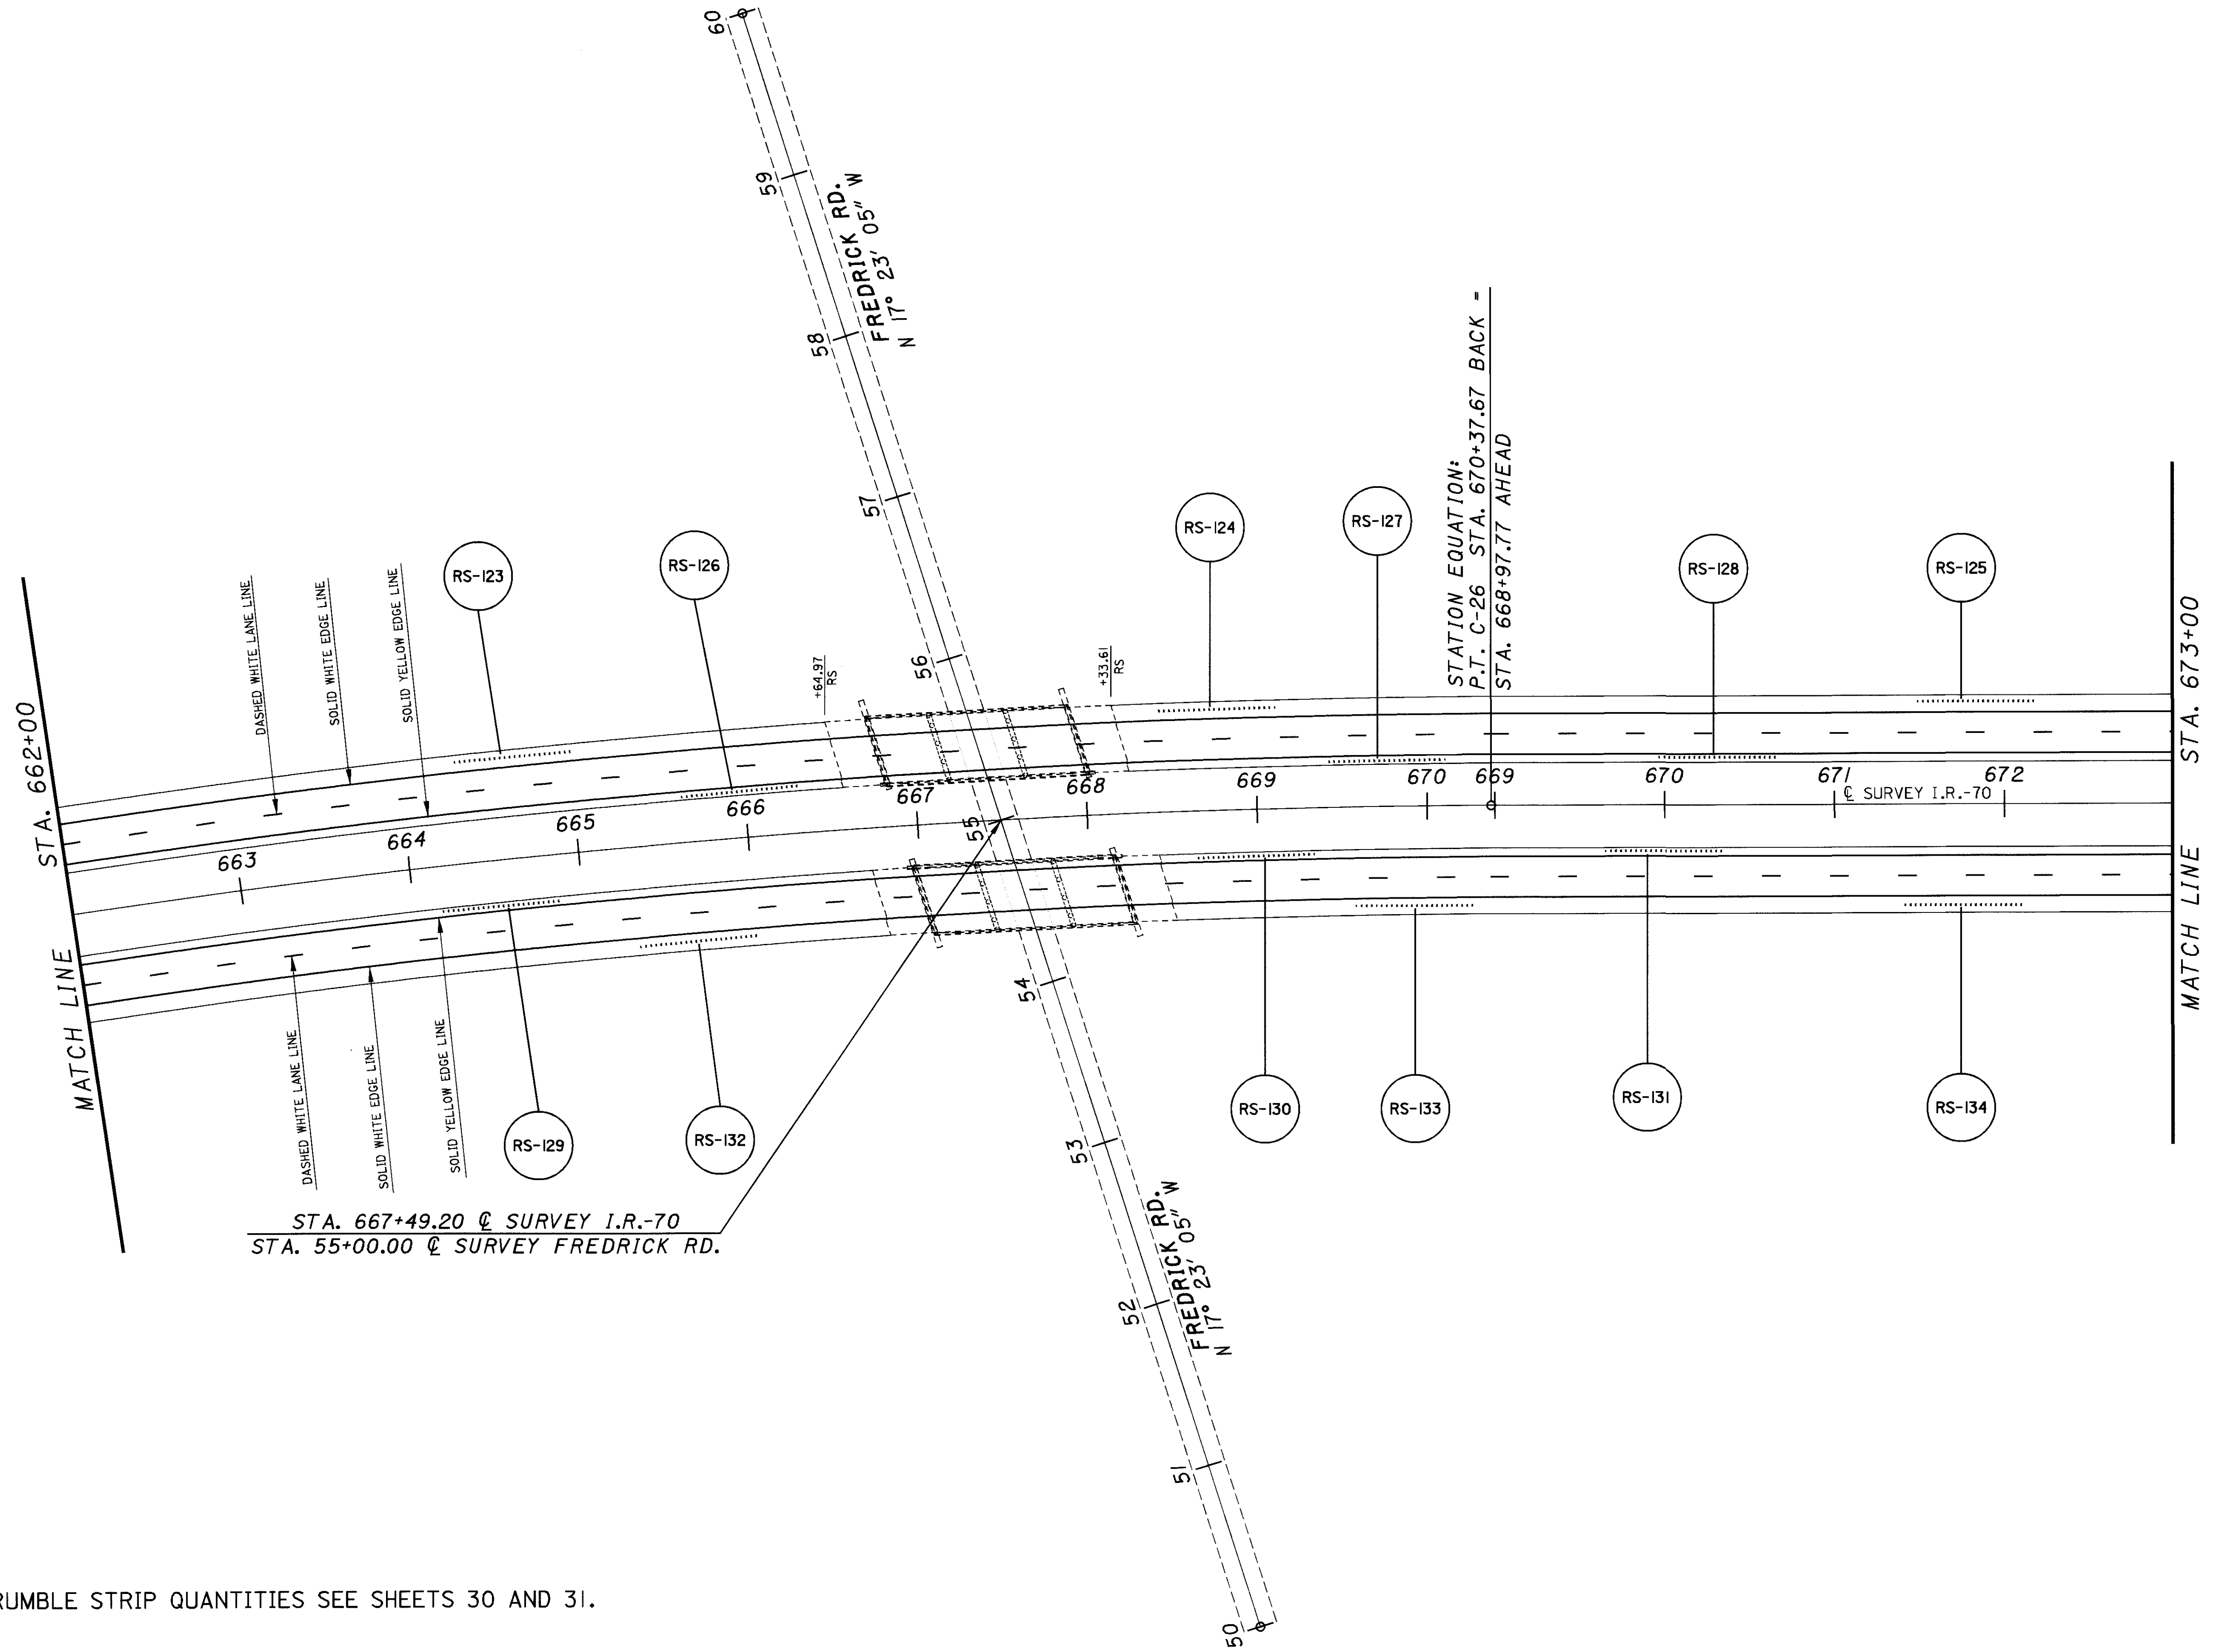 60
59
FREDRICK RD.
N 17° 23' 05" W
58
57
56
STATION EQUATION:
P.T. C-26 STA. 670+37.67 BACK =
STA. 668+97.77 AHEAD
RS-123
RS-126
RS-124
RS-127
RS-128
RS-125
DASHED WHITE LANE LINE
SOLID WHITE EDGE LINE
SOLID YELLOW EDGE LINE
+64.97
RS
+33.61
RS
MATCH LINE STA. 662+00
MATCH LINE STA. 673+00
663
664
665
666
667
668
669
670
669
670
671
672
℄ SURVEY I.R.-70
55
54
DASHED WHITE LANE LINE
SOLID WHITE EDGE LINE
SOLID YELLOW EDGE LINE
RS-129
RS-132
RS-130
RS-133
RS-131
RS-134
53
STA. 667+49.20 ℄ SURVEY I.R.-70
STA. 55+00.00 ℄ SURVEY FREDRICK RD.
FREDRICK RD.
N 17° 23' 05" W
52
51
50
RUMBLE STRIP QUANTITIES SEE SHEETS 30 AND 31.